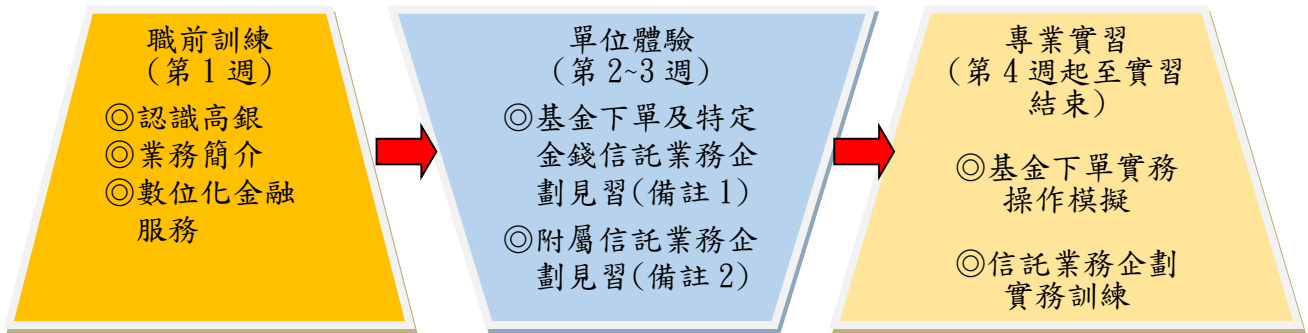 職前訓練
(第 1 週)
◎認識高銀
◎業務簡介
◎數位化金融
服務
單位體驗
(第 2~3 週)
◎基金下單及特定
金錢信託業務企
劃見習(備註 1)
◎附屬信託業務企
劃見習(備註 2)
專業實習
(第 4 週起至實習
結束)
◎基金下單實務
操作模擬
◎信託業務企劃
實務訓練